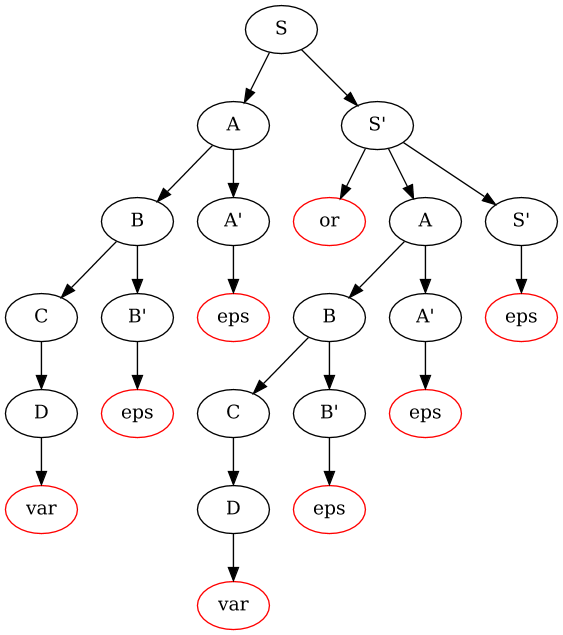 S
A S'
B A' or A S'
C B' eps B A' eps
D eps C B' eps
var D eps
var